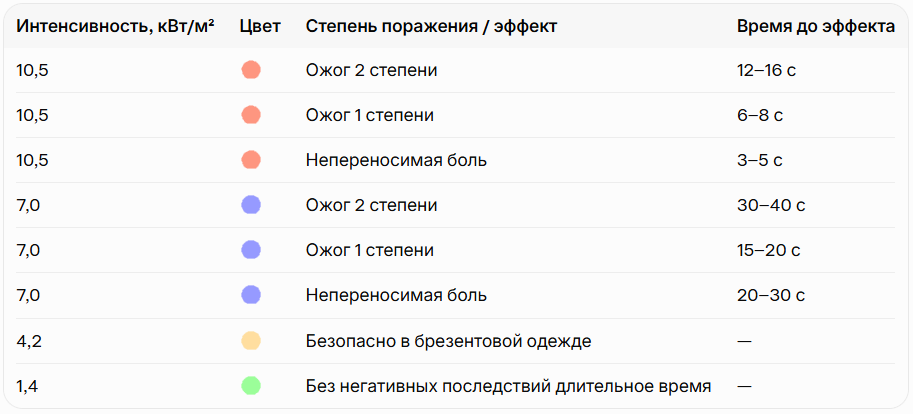 Интенсивность, кВт/м² Цвет Степень поражения / эффект Время до эффекта
10,5 Ожог 2 степени 12–16 с
10,5 Ожог 1 степени 6–8 с
10,5 Непереносимая боль 3–5 с
7,0 Ожог 2 степени 30–40 с
7,0 Ожог 1 степени 15–20 с
7,0 Непереносимая боль 20–30 с
4,2 Безопасно в брезентовой одежде —
1,4 Без негативных последствий длительное время —